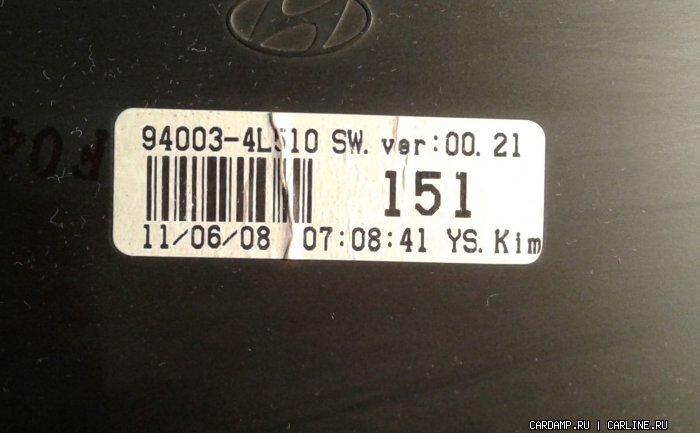 94003-4L510 SW. ver:00. 21
151
11/06/08 07:08:41 YS. Kim
CARDAMP.RU | CARLINE.RU